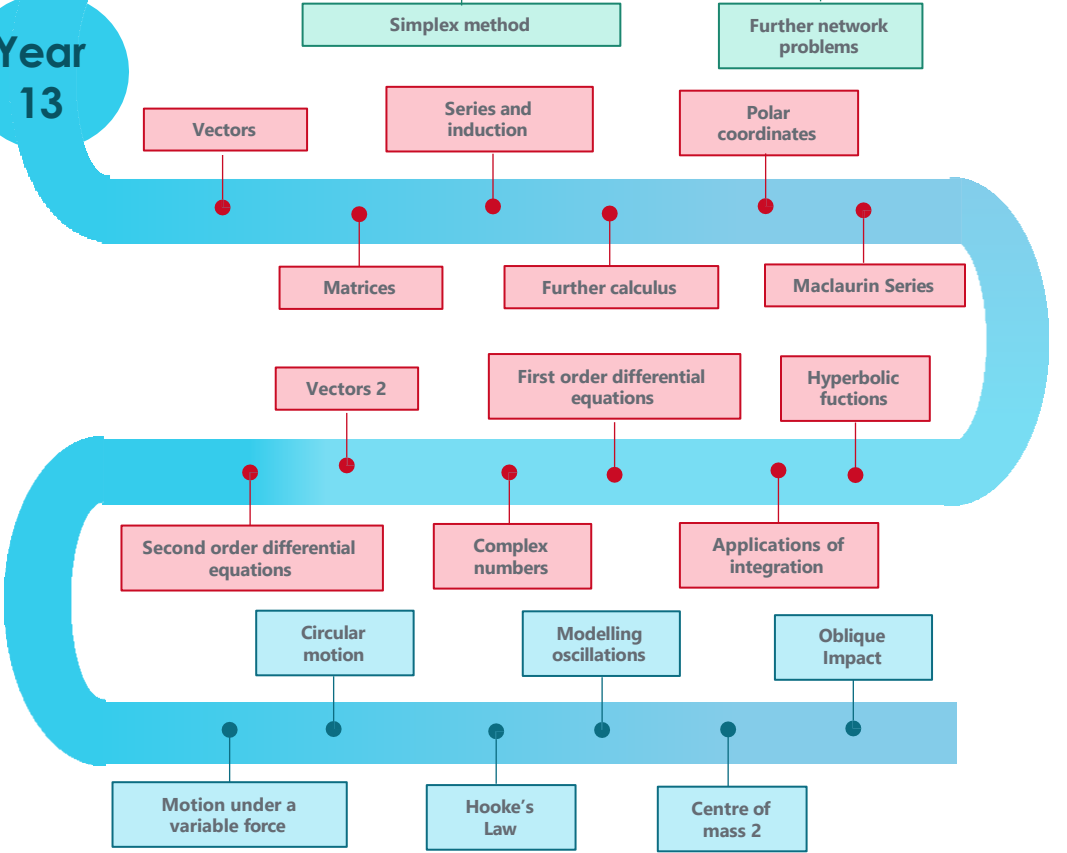 Simplex method
Further network
problems
Year
13
Vectors
Series and
induction
Polar
coordinates
Matrices
Further calculus
Maclaurin Series
Vectors 2
First order differential
equations
Hyperbolic
fuctions
Second order differential
equations
Complex
numbers
Applications of
integration
Circular
motion
Modelling
oscillations
Oblique
Impact
Motion under a
variable force
Hooke’s
Law
Centre of
mass 2